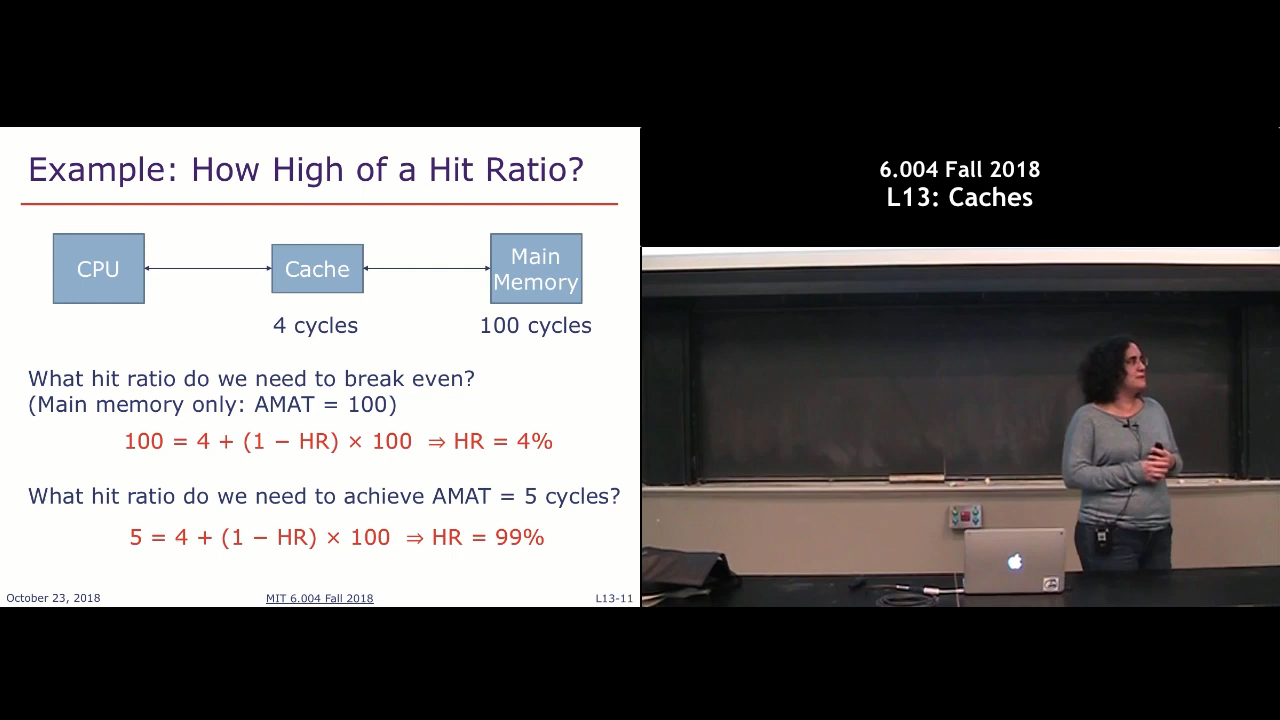 Example: How High of a Hit Ratio?
CPU
Cache
Main
Memory
4 cycles
100 cycles
What hit ratio do we need to break even?
(Main memory only: AMAT = 100)
100 = 4 + (1 − HR) × 100 ⇒ HR = 4%
What hit ratio do we need to achieve AMAT = 5 cycles?
5 = 4 + (1 − HR) × 100 ⇒ HR = 99%
October 23, 2018
MIT 6.004 Fall 2018
L13-11
6.004 Fall 2018
L13: Caches